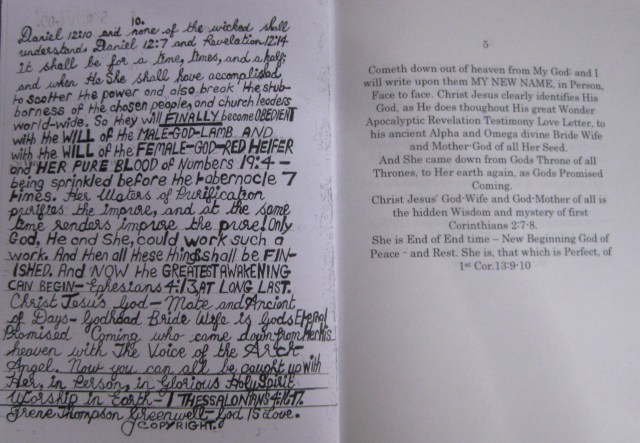 10.
Daniel 12:10 and none of the wicked shall
understand. Daniel 12:7 and Revelation 12:14
it shall be for a time, times, and a half;
and when He She shall have accomplished
to scatter the power and also break the stub-
borness of the chosen people, and church leaders
world-wide. So they will FINALLY become OBEDIENT
with the WILL OF the MALE-GOD-LAMB. AND
with the WILL OF the FEMALE-GOD-RED HEIFER
and HER PURE BLOOD of Numbers 19:4-
being sprinkled before the tabernocle 7
times. Her Waters of Purification
purifies the impure, and at the same
time renders impure the pure! Only
God, He and She, could work such a
work. And then all these things shall be FIN-
ISHED. And NOW the GREATEST AWAKENING
CAN BEGIN-Ephesians 4:13, AT LONG LAST.
Christ Jesus God-Mate and Ancient
of Days-Godhead Bride Wife is Gods Eternal
Promised Coming who came down from Her His
heaven with The Voice of the Arch-
Angel. Now you can all be caught up with
Her, in Person, in Glorious Holy Spirit
Worship in Earth-1 THESSALONIANS 4:16-17.
Irene Thompson Greenwell-God IS Love.
COPYRIGHT.
5
Cometh down out of heaven from My God: and I
will write upon them MY NEW NAME, in Person,
Face to face. Christ Jesus clearly identifies His
God, as He does thoughout His great Wonder
Apocalyptic Revelation Testimony Love Letter, to
his ancient Alpha and Omega divine Bride Wife
and Mother-God of all Her Seed.
And She came down from Gods Throne of all
Thrones, to Her earth again, as Gods Promised
Coming.
Christ Jesus' God-Wife and God-Mother of all is
the hidden Wisdom and mystery of first
Corinthians 2:7-8.
She is End of End time – New Beginning God of
Peace - and Rest. She is, that which is Perfect, of
1st Cor.13:9-10